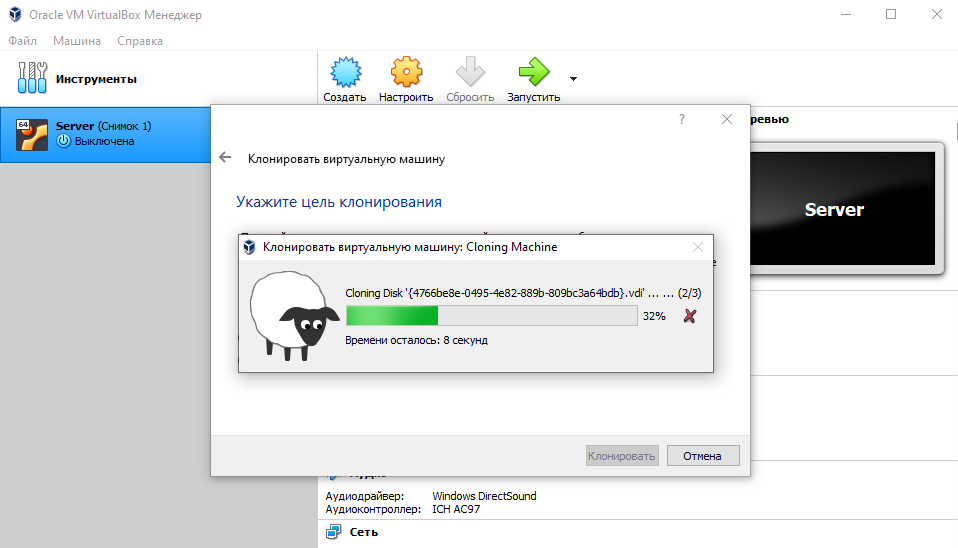 Oracle VM VirtualBox Менеджер
Файл Машина Справка
Инструменты
Создать Настроить Сбросить Запустить
64
Server (Снимок 1)
Выключена
?
ревью
Клонировать виртуальную машину
Укажите цель клонирования
Server
Клонировать виртуальную машину: Cloning Machine
Cloning Disk '{4766be8e-0495-4e82-889b-809bc3a64bdb}.vdi' ... ... (2/3)
32%
Времени осталось: 8 секунд
Клонировать Отмена
Аудиодрайвер: Windows DirectSound
Аудиоконтроллер: ICH AC97
Сеть